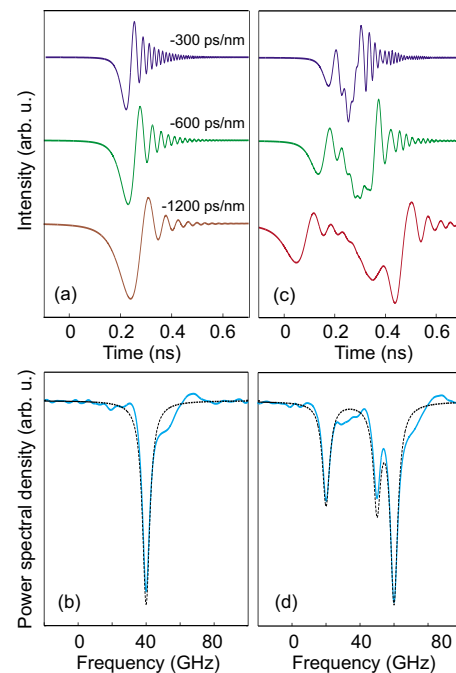 -300 ps/nm
-600 ps/nm
-1200 ps/nm
Intensity (arb. u.)
(a)
(c)
0 0.2 0.4 0.6
0 0.2 0.4 0.6
Time (ns)
Time (ns)
Power spectral density (arb. u.)
(b)
(d)
0 40 80
0 20 40 60 80
Frequency (GHz)
Frequency (GHz)